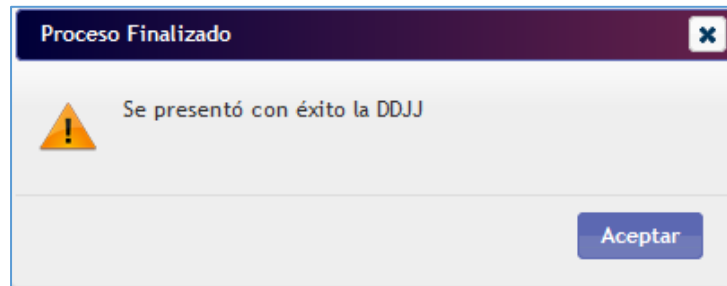 Proceso Finalizado
Se presentó con éxito la DDJJ
Aceptar